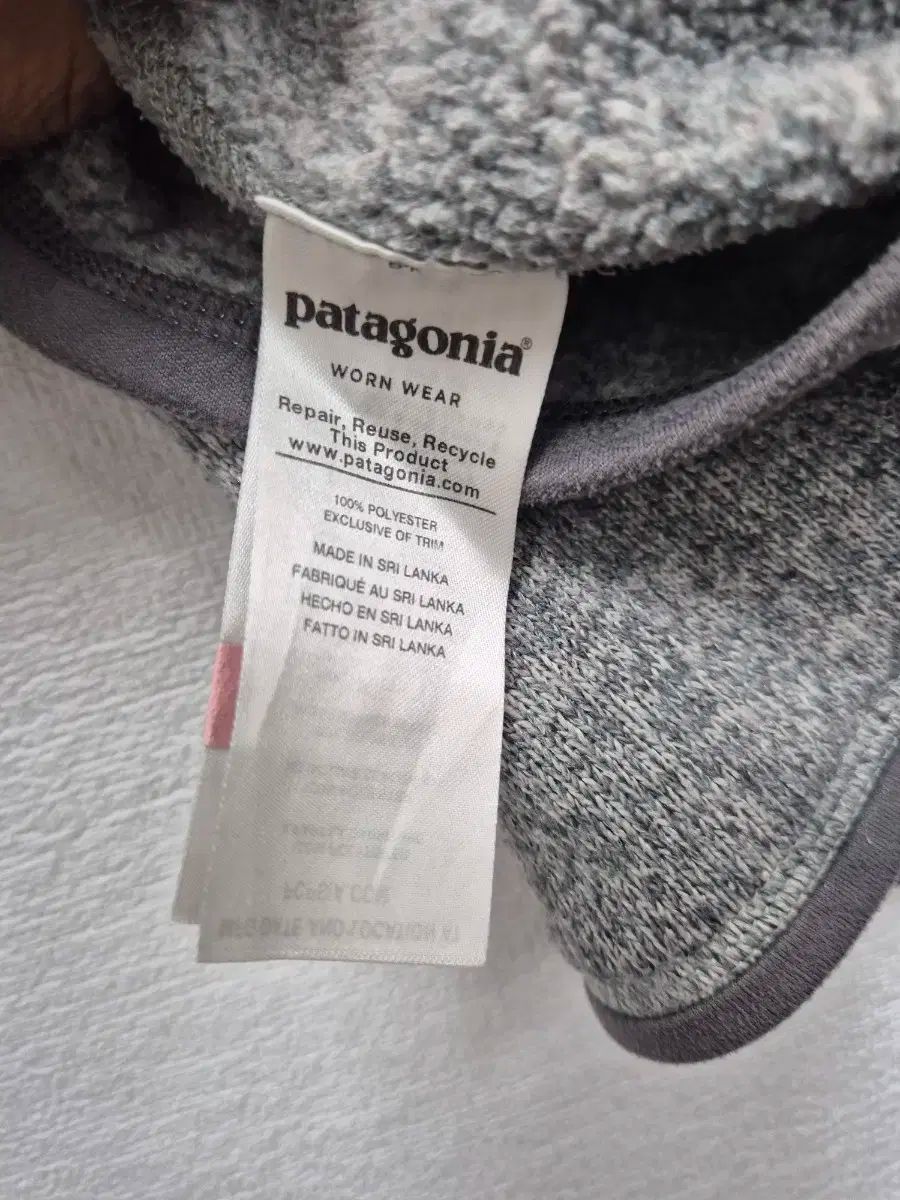 patagonia®
WORN WEAR
Repair, Reuse, Recycle
This Product
www.patagonia.com
100% POLYESTER
EXCLUSIVE OF TRIM
MADE IN SRI LANKA
FABRIQUÉ AU SRI LANKA
HECHO EN SRI LANKA
FATTO IN SRI LANKA